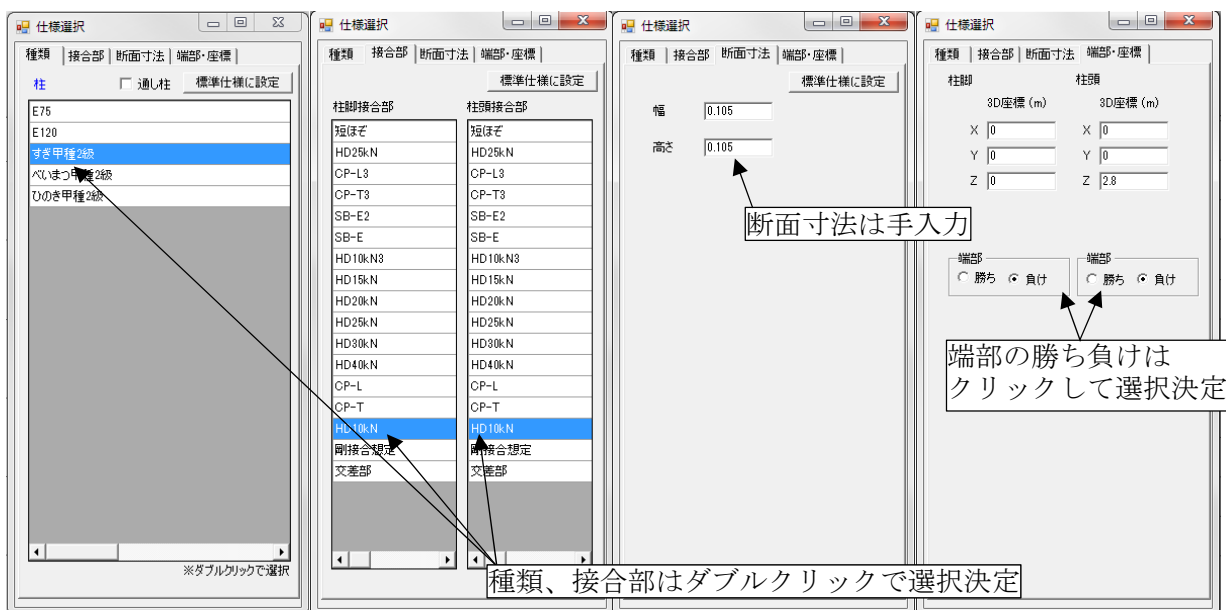 仕様選択
種類 接合部 断面寸法 端部・座標
柱 通し柱 標準仕様に設定
E75
E120
すぎ甲種2級
べいまつ甲種2級
ひのき甲種2級
※ダブルクリックで選択
仕様選択
種類 接合部 断面寸法 端部・座標
標準仕様に設定
柱脚接合部 柱頭接合部
短ほぞ 短ほぞ
HD25kN HD25kN
CP-L3 CP-L3
CP-T3 CP-T3
SB-E2 SB-E2
SB-E SB-E
HD10kN3 HD10kN3
HD15kN HD15kN
HD20kN HD20kN
HD25kN HD25kN
HD30kN HD30kN
HD40kN HD40kN
CP-L CP-L
CP-T CP-T
HD10kN HD10kN
剛接合想定 剛接合想定
交差部 交差部
種類、接合部はダブルクリックで選択決定
仕様選択
種類 接合部 断面寸法 端部・座標
標準仕様に設定
幅 0.105
高さ 0.105
断面寸法は手入力
仕様選択
種類 接合部 断面寸法 端部・座標
柱脚 柱頭
3D座標 (m) 3D座標 (m)
X 0 X 0
Y 0 Y 0
Z 0 Z 2.8
端部 端部
勝ち 負け 勝ち 負け
端部の勝ち負けは
クリックして選択決定